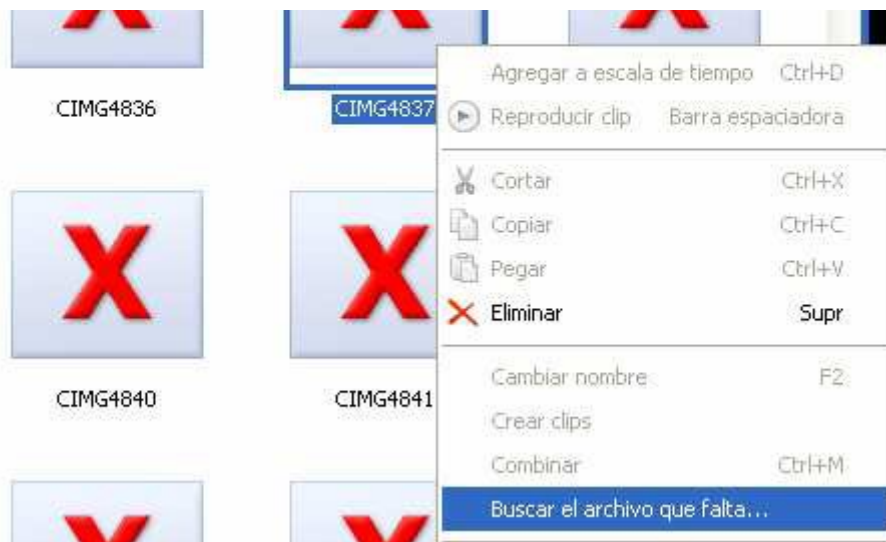 CIMG4836
CIMG4837
Agregar a escala de tiempo Ctrl+D
Reproducir clip Barra espaciadora
Cortar Ctrl+X
Copiar Ctrl+C
Pegar Ctrl+V
Eliminar Supr
CIMG4840
CIMG4841
Cambiar nombre F2
Crear clips
Combinar Ctrl+M
Buscar el archivo que falta...